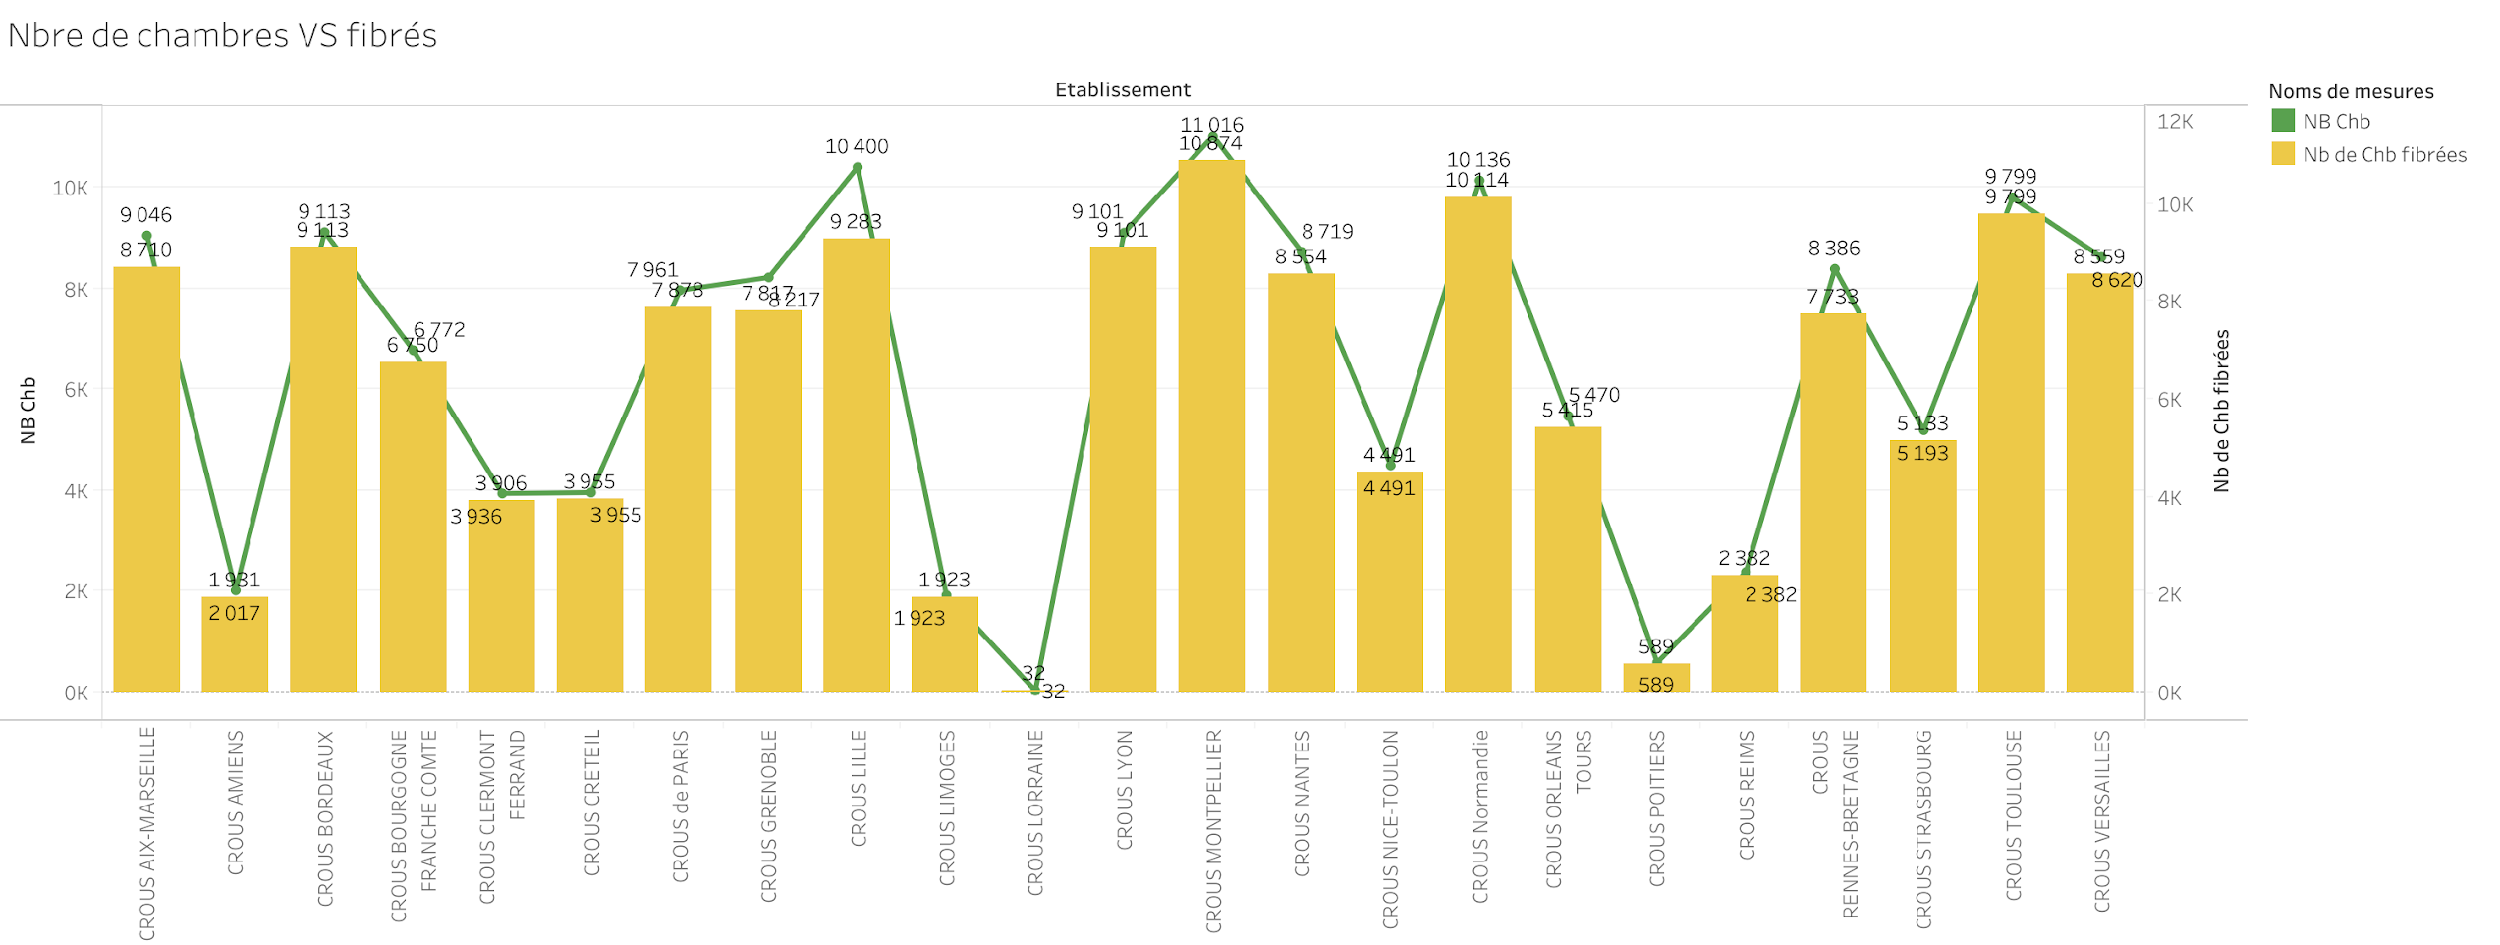 Nbre de chambres VS fibrés
Etablissement
Noms de mesures
NB Chb
Nb de Chb fibrées
NB Chb
10K
8K
6K
4K
2K
0K
9 046
8 710
1 931
2 017
9 113
9 113
6 772
6 750
3 906
3 936
3 955
3 955
7 961
7 873
7 817
8 217
10 400
9 283
1 923
1 923
32
32
9 101
9 101
11 016
10 874
8 719
8 554
4 491
4 491
10 136
10 114
5 470
5 415
589
589
2 382
2 382
8 386
7 733
5 133
5 193
9 799
9 799
8 559
8 620
12K
10K
8K
6K
4K
2K
0K
Nb de Chb fibrées
CROUS AIX-MARSEILLE
CROUS AMIENS
CROUS BORDEAUX
CROUS BOURGOGNE
FRANCHE COMTE
CROUS CLERMONT
FERRAND
CROUS CRETEIL
CROUS de PARIS
CROUS GRENOBLE
CROUS LILLE
CROUS LIMOGES
CROUS LORRAINE
CROUS LYON
CROUS MONTPELLIER
CROUS NANTES
CROUS NICE-TOULON
CROUS Normandie
CROUS ORLEANS
TOURS
CROUS POITIERS
CROUS REIMS
CROUS
RENNES-BRETAGNE
CROUS STRASBOURG
CROUS TOULOUSE
CROUS VERSAILLES